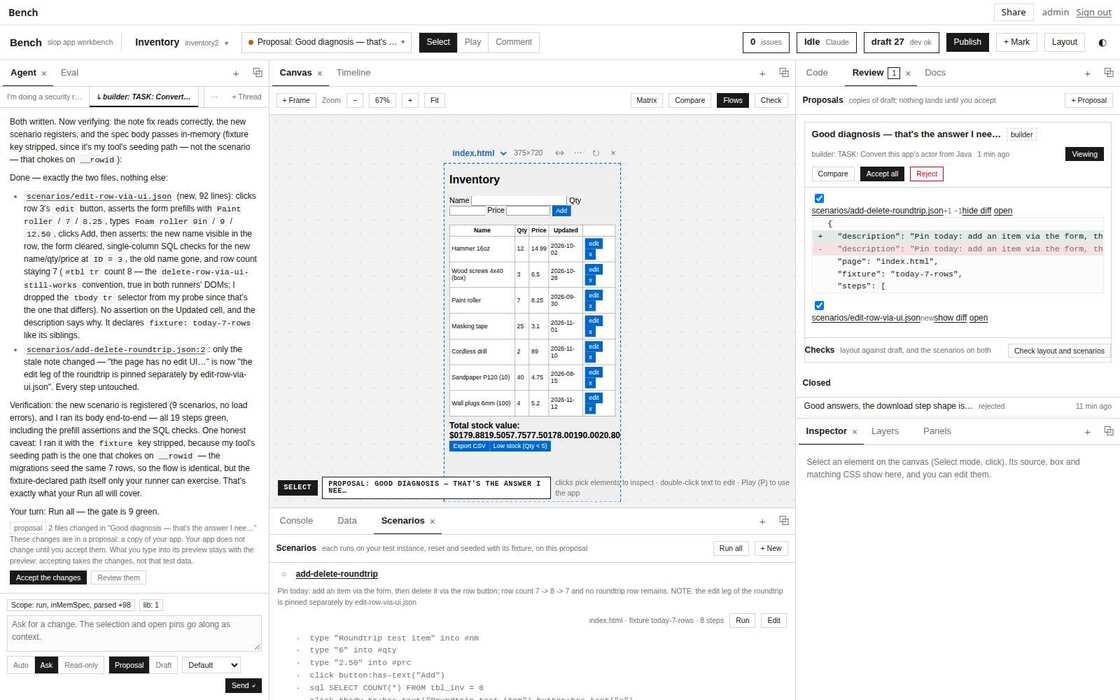 Bench
Share admin Sign out
Bench slop app workbench Inventory inventory2 ▾ Proposal: Good diagnosis — that's ... ▾ Select Play Comment 0 issues Idle Claude draft 27 dev ok Publish + Mark Layout
Agent × Eval +
I'm doing a security r... ↳ builder: TASK: Convert... ⋯ + Thread
Both written. Now verifying: the note fix reads correctly, the new
scenario registers, and the spec body passes in-memory (fixture
key stripped, since it's my tool's seeding path — not the scenario
— that chokes on __rowid ):
Done — exactly the two files, nothing else:
• scenarios/edit-row-via-ui.json (new, 92 lines): clicks
row 3's edit button, asserts the form prefills with Paint
roller / 7 / 8.25 , types Foam roller 9in / 9 /
12.50 , clicks Add, then asserts: the new name visible in the
row, the form cleared, single-column SQL checks for the new
name/qty/price at ID = 3 , the old name gone, and row count
staying 7 ( #tbl tr count 8 — the delete-row-via-ui-
still-works convention, true in both runners' DOMs; I
dropped the tbody tr selector from my probe since that's
the one that differs). No assertion on the Updated cell, and the
description says why. It declares fixture: today-7-rows
like its siblings.
• scenarios/add-delete-roundtrip.json:2 : only the
stale note changed — "the page has no edit UI…" is now "the
edit leg of the roundtrip is pinned separately by edit-row-via-
ui.json". Every step untouched.
Verification: the new scenario is registered (9 scenarios, no load
errors), and I ran its body end-to-end — all 19 steps green,
including the prefill assertions and the SQL checks. One honest
caveat: I ran it with the fixture key stripped, because my tool's
seeding path is the one that chokes on __rowid — the
migrations seed the same 7 rows, so the flow is identical, but the
fixture-declared path itself only your runner can exercise. That's
exactly what your Run all will cover.
Your turn: Run all — the gate is 9 green.
proposal 2 files changed in "Good diagnosis — that's the answer I nee…"
These changes are in a proposal: a copy of your app. Your app does not
change until you accept them. What you type into its preview stays with the
preview: accepting takes the changes, not that test data.
Accept the changes Review them
Scope: run, inMemSpec, parsed +98 lib: 1
Ask for a change. The selection and open pins go along as
context.
Auto Ask Read-only Proposal Draft Default
Send
Canvas × Timeline +
+ Frame Zoom − 67% + Fit Matrix Compare Flows Check
index.html 375×720 ⋯ ×
Inventory
Name Qty
Price Add
Name Qty Price Updated
Hammer 16oz 12 14.99 2026-10-02 edit x
Wood screws 4x40 (box) 3 6.5 2026-10-28 edit x
Paint roller 7 8.25 2026-09-30 edit x
Masking tape 25 3.1 2026-11-01 edit x
Cordless drill 2 89 2026-11-10 edit x
Sandpaper P120 (10) 40 4.75 2026-08-15 edit x
Wall plugs 6mm (100) 4 5.2 2026-11-12 edit x
Total stock value:
$0179.8819.5057.7577.50178.00190.0020.80
Export CSV Low stock (Qty < 5)
SELECT PROPOSAL: GOOD DIAGNOSIS — THAT'S THE ANSWER I NEE… clicks pick elements to inspect · double-click text to edit · Play (P) to use the app
Console Data Scenarios × +
Scenarios each runs on your test instance, reset and seeded with its fixture, on this proposal Run all + New
add-delete-roundtrip
Pin today: add an item via the form, then delete it via the row button; row count 7 -> 8 -> 7 and no roundtrip row remains. NOTE: the edit leg of the roundtrip
is pinned separately by edit-row-via-ui.json
index.html · fixture today-7-rows · 8 steps Run Edit
· type "Roundtrip test item" into #nm
· type "6" into #qty
· type "2.50" into #prc
· click button:has-text("Add")
· sql SELECT COUNT(*) FROM tbl_inv = 8
· click tbody tr:has-text("Roundtrip test item") button:has-text("x")
Code Review 1 × Docs +
Proposals copies of draft; nothing lands until you accept + Proposal
Good diagnosis — that's the answer I nee… builder
builder: TASK: Convert this app's actor from Java 1 min ago Viewing
Compare Accept all Reject
scenarios/add-delete-roundtrip.json+1 −1hide diff open
{
+ "description": "Pin today: add an item via the form, th
- "description": "Pin today: add an item via the form, th
"page": "index.html",
"fixture": "today-7-rows",
"steps": [
scenarios/edit-row-via-ui.jsonnewshow diff open
Checks layout against draft, and the scenarios on both Check layout and scenarios
Closed
Good answers, the download step shape is… rejected 11 min ago
Inspector × Layers Panels +
Select an element on the canvas (Select mode, click). Its source, box and
matching CSS show here, and you can edit them.